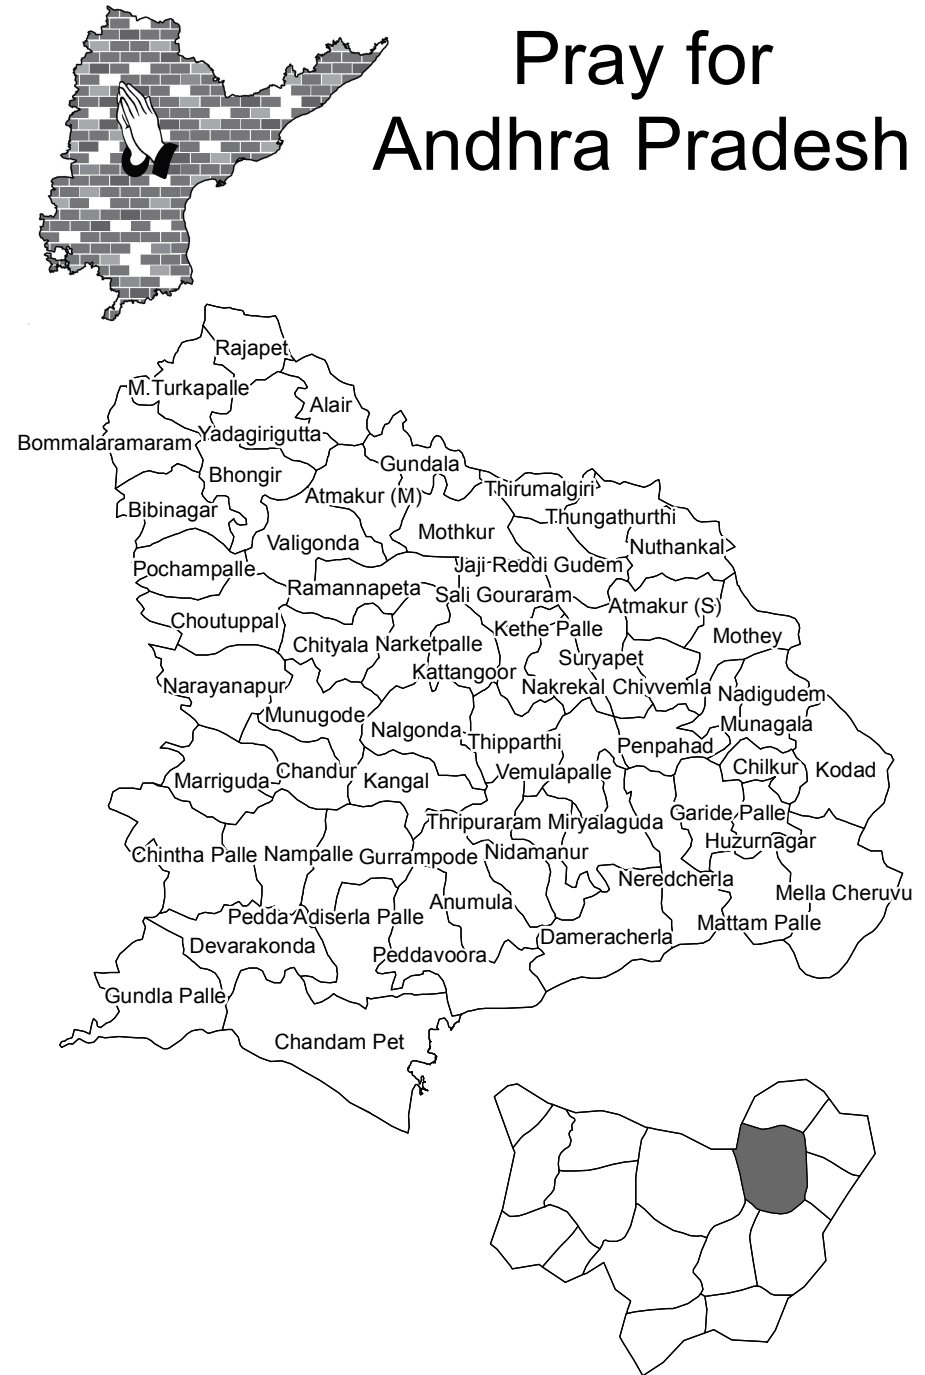 Pray for
Andhra Pradesh
Rajapet
M.Turkapalle
Alair
Bommalaramaram
Yadagirigutta
Gundala
Bhongir
Thirumalgiri
Atmakur (M)
Bibinagar
Thungathurthi
Mothkur
Valigonda
Nuthankal
Jaji-Reddi Gudem
Pochampalle
Ramannapeta
Sali Gouraram
Atmakur (S)
Choutuppal
Kethe Palle
Mothey
Chityala
Narketpalle
Suryapet
Kattangoor
Narayanapur
Nakrekal
Chivvemla
Nadigudem
Munugode
Munagala
Nalgonda
Thipparthi
Penpahad
Chandur
Vemulapalle
Chilkur
Kodad
Marriguda
Kangal
Garide Palle
Thripuraram
Miryalaguda
Huzurnagar
Chintha Palle
Nampalle
Gurrampode
Nidamanur
Neredcherla
Mella Cheruvu
Anumula
Pedda Adiserla Palle
Mattam Palle
Devarakonda
Dameracherla
Peddavoora
Gundla Palle
Chandam Pet